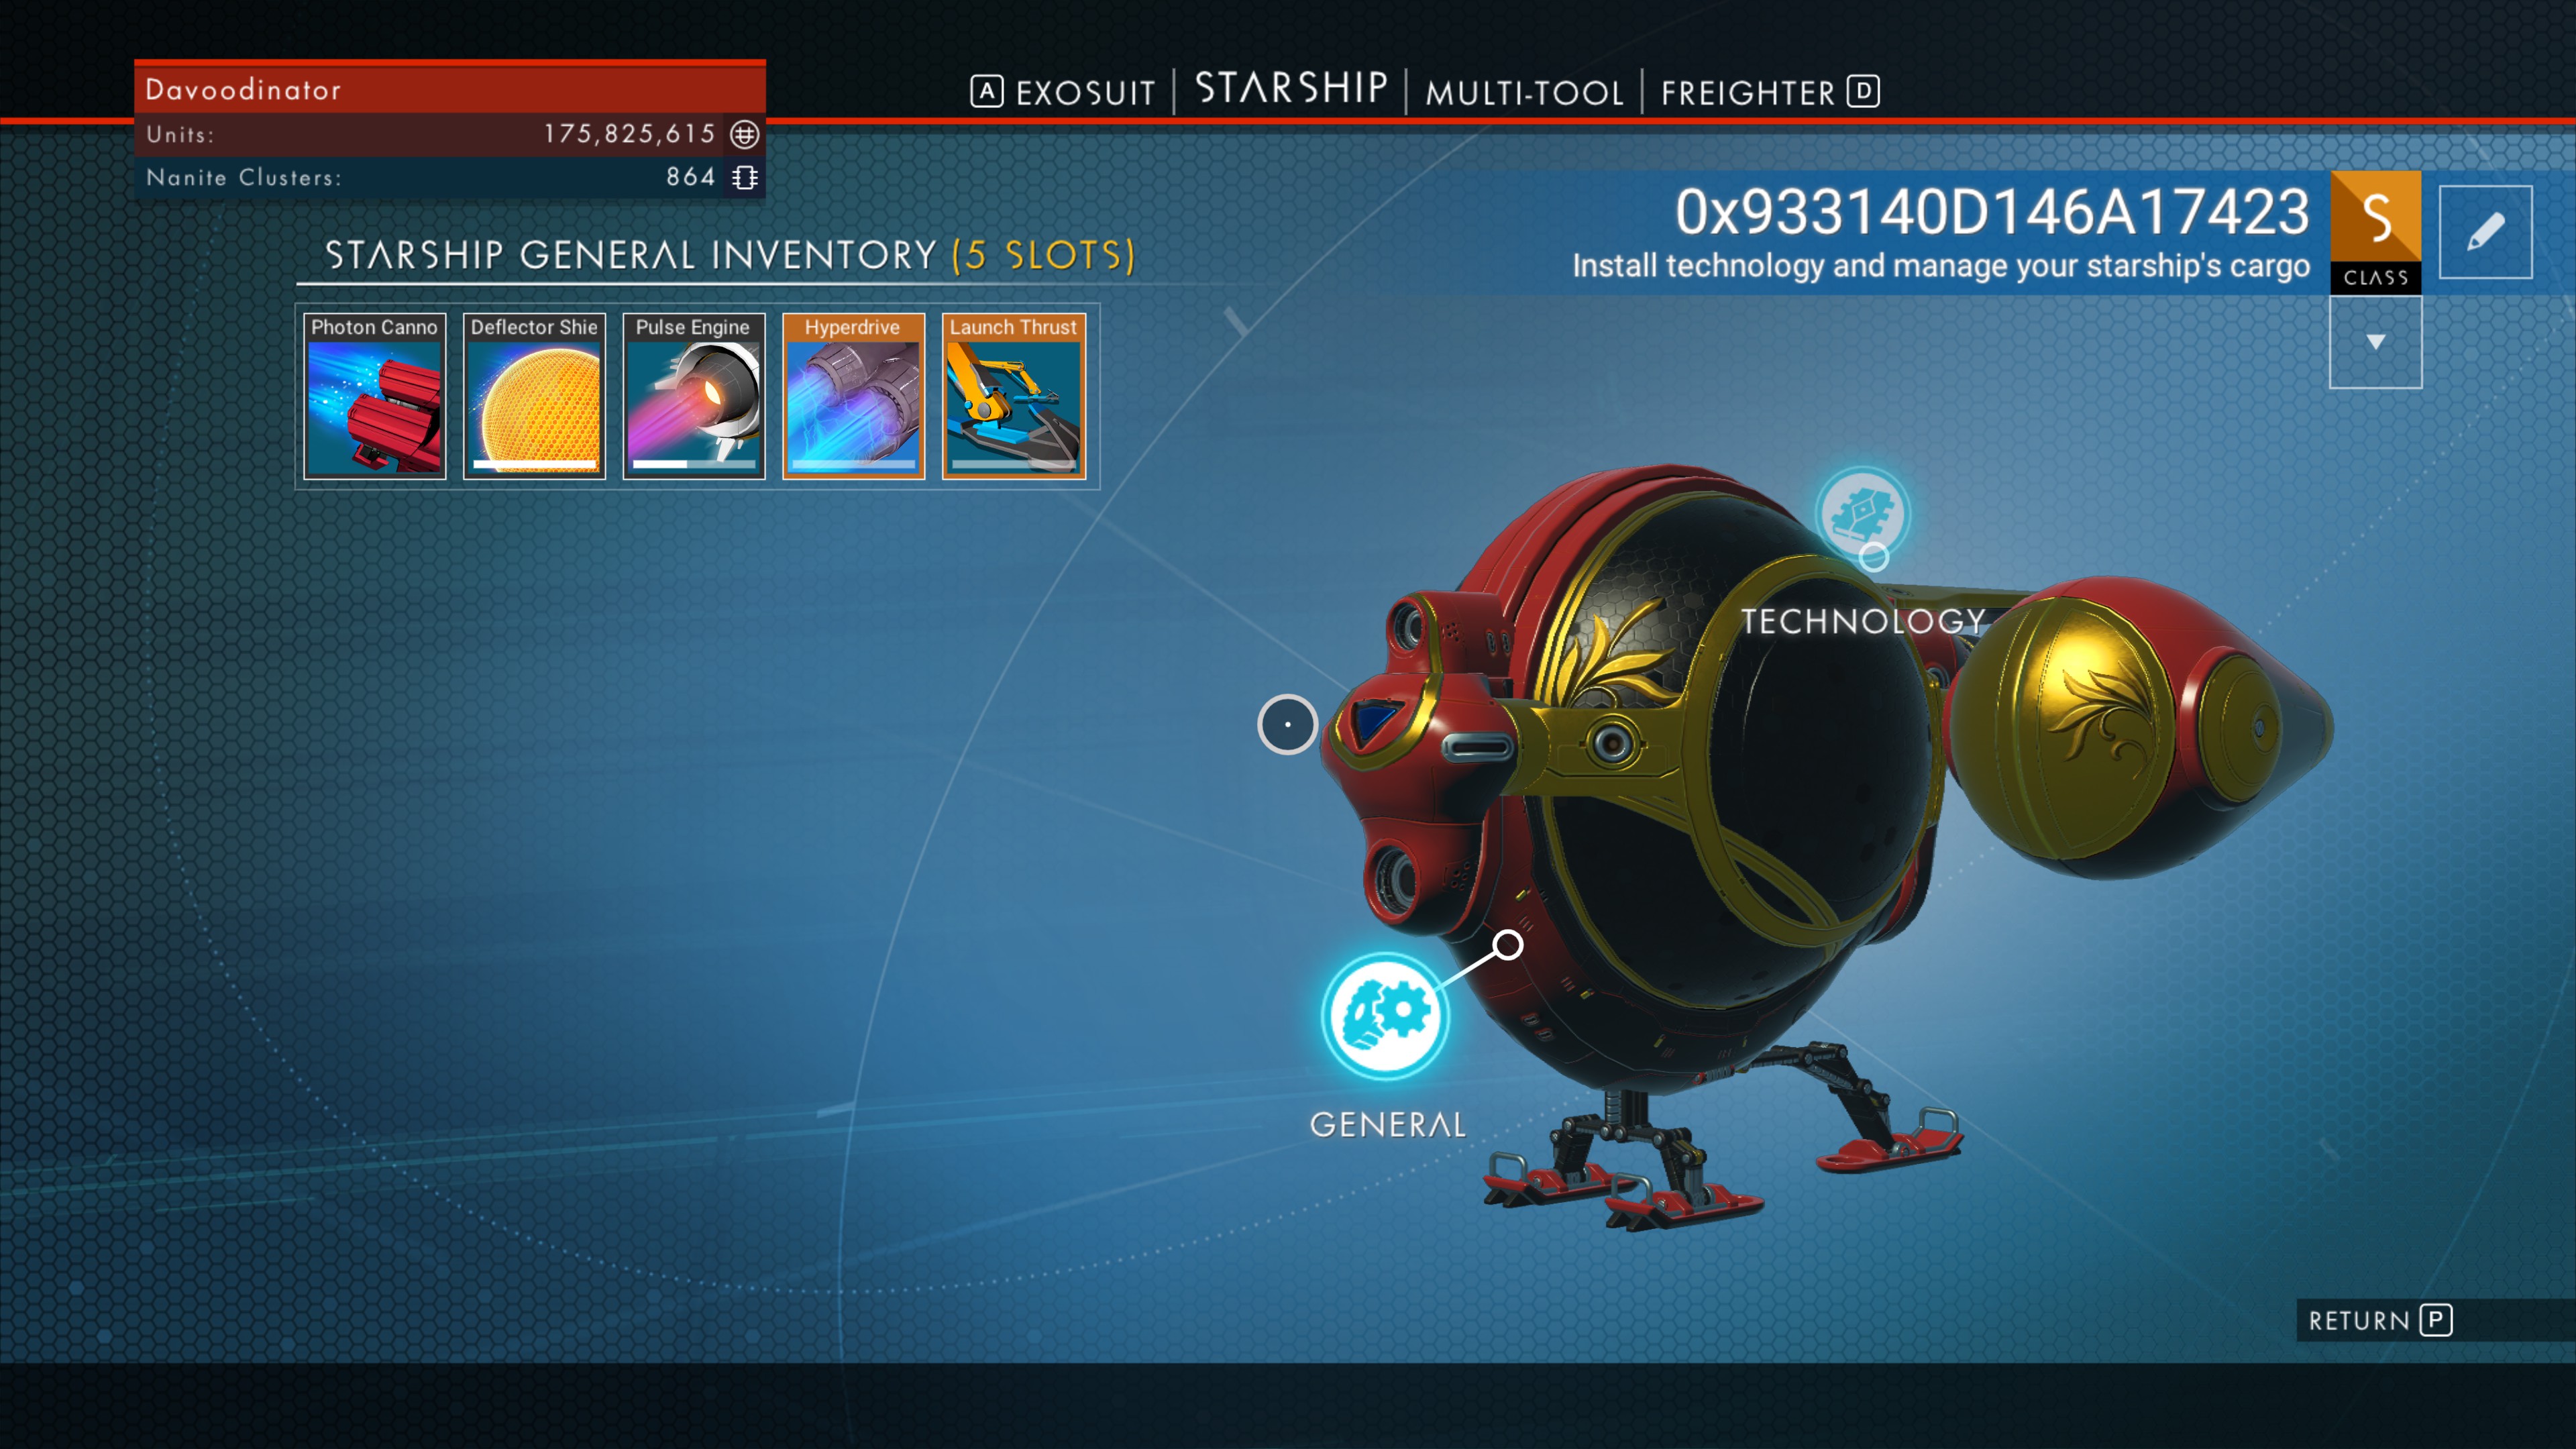 Davoodinator
Units: 175,825,615
Nanite Clusters: 864
A EXOSUIT STARSHIP MULTI-TOOL FREIGHTER D
0x933140D146A17423
Install technology and manage your starship's cargo
S
CLASS
STARSHIP GENERAL INVENTORY (5 SLOTS)
Photon Canno Deflector Shie Pulse Engine Hyperdrive Launch Thrust
TECHNOLOGY
GENERAL
RETURN P